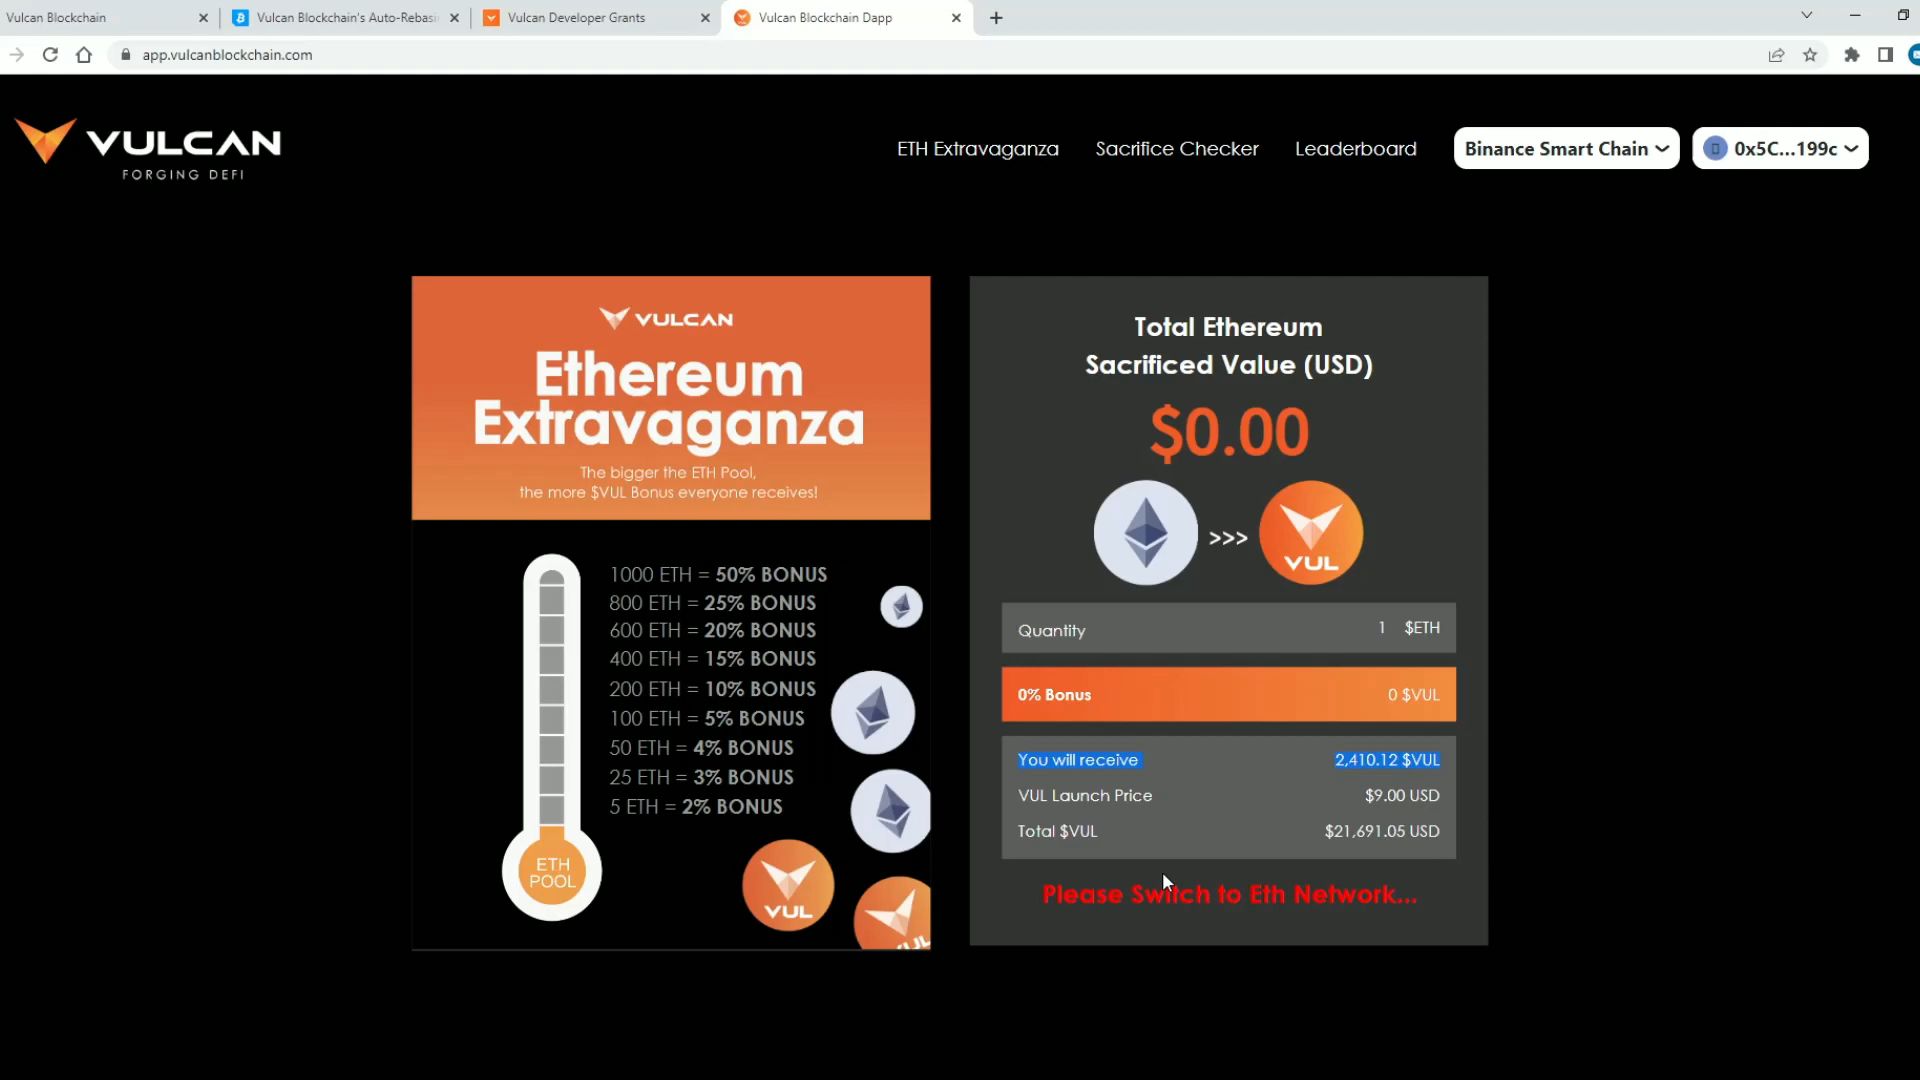 Vulcan Blockchain
Vulcan Blockchain's Auto-Rebasi
Vulcan Developer Grants
Vulcan Blockchain Dapp
app.vulcanblockchain.com
VULCAN
FORGING DEFI
ETH Extravaganza
Sacrifice Checker
Leaderboard
Binance Smart Chain
0x5C...199c
VULCAN
Ethereum
Extravaganza
The bigger the ETH Pool,
the more $VUL Bonus everyone receives!
1000 ETH = 50% BONUS
800 ETH = 25% BONUS
600 ETH = 20% BONUS
400 ETH = 15% BONUS
200 ETH = 10% BONUS
100 ETH = 5% BONUS
50 ETH = 4% BONUS
25 ETH = 3% BONUS
5 ETH = 2% BONUS
ETH
POOL
VUL
Total Ethereum
Sacrificed Value (USD)
$0.00
>>>
VUL
Quantity 1 $ETH
0% Bonus 0 $VUL
You will receive 2,410.12 $VUL
VUL Launch Price $9.00 USD
Total $VUL $21,691.05 USD
Please Switch to Eth Network...